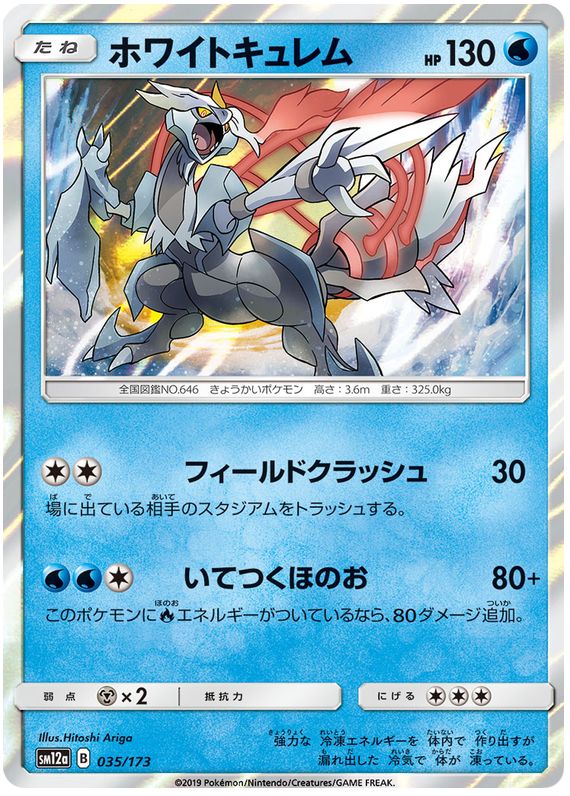 たね ホワイトキュレム HP 130
全国図鑑NO.646 きょうかいポケモン 高さ:3.6m 重さ:325.0kg
フィールドクラッシュ 30
場に出ている相手のスタジアムをトラッシュする。
いてつくほのお 80+
このポケモンに エネルギーがついているなら、80ダメージ追加。
弱点 ×2 抵抗力 にげる
Illus.Hitoshi Ariga
強力な 冷凍エネルギーを 体内で 作り出すが
sm12a B 035/173
漏れ出した 冷気で 体が 凍っている。
©2019 Pokémon/Nintendo/Creatures/GAME FREAK.